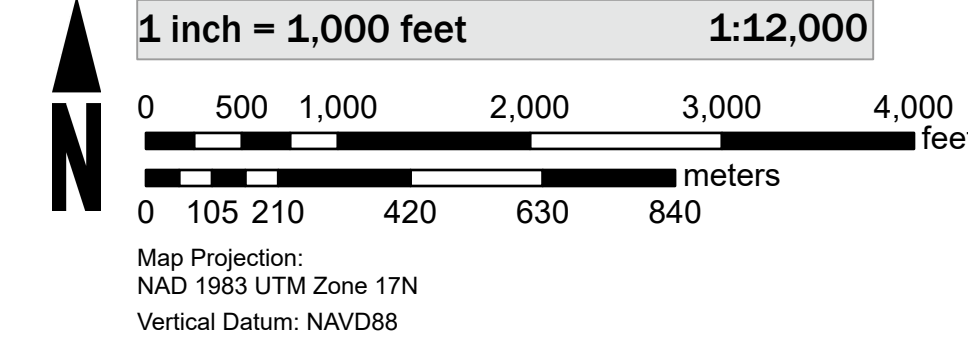 N
1 inch = 1,000 feet 1:12,000
0 500 1,000 2,000 3,000 4,000
feet
meters
0 105 210 420 630 840
Map Projection:
NAD 1983 UTM Zone 17N
Vertical Datum: NAVD88